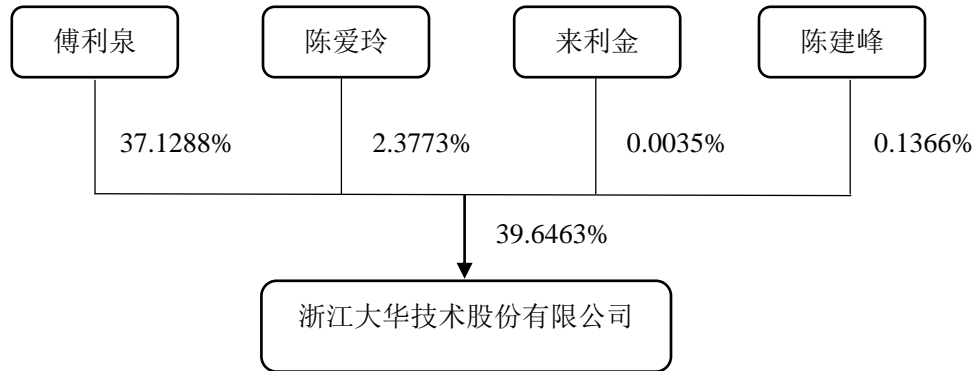 傅利泉
陈爱玲
来利金
陈建峰
37.1288%
2.3773%
0.0035%
0.1366%
39.6463%
浙江大华技术股份有限公司